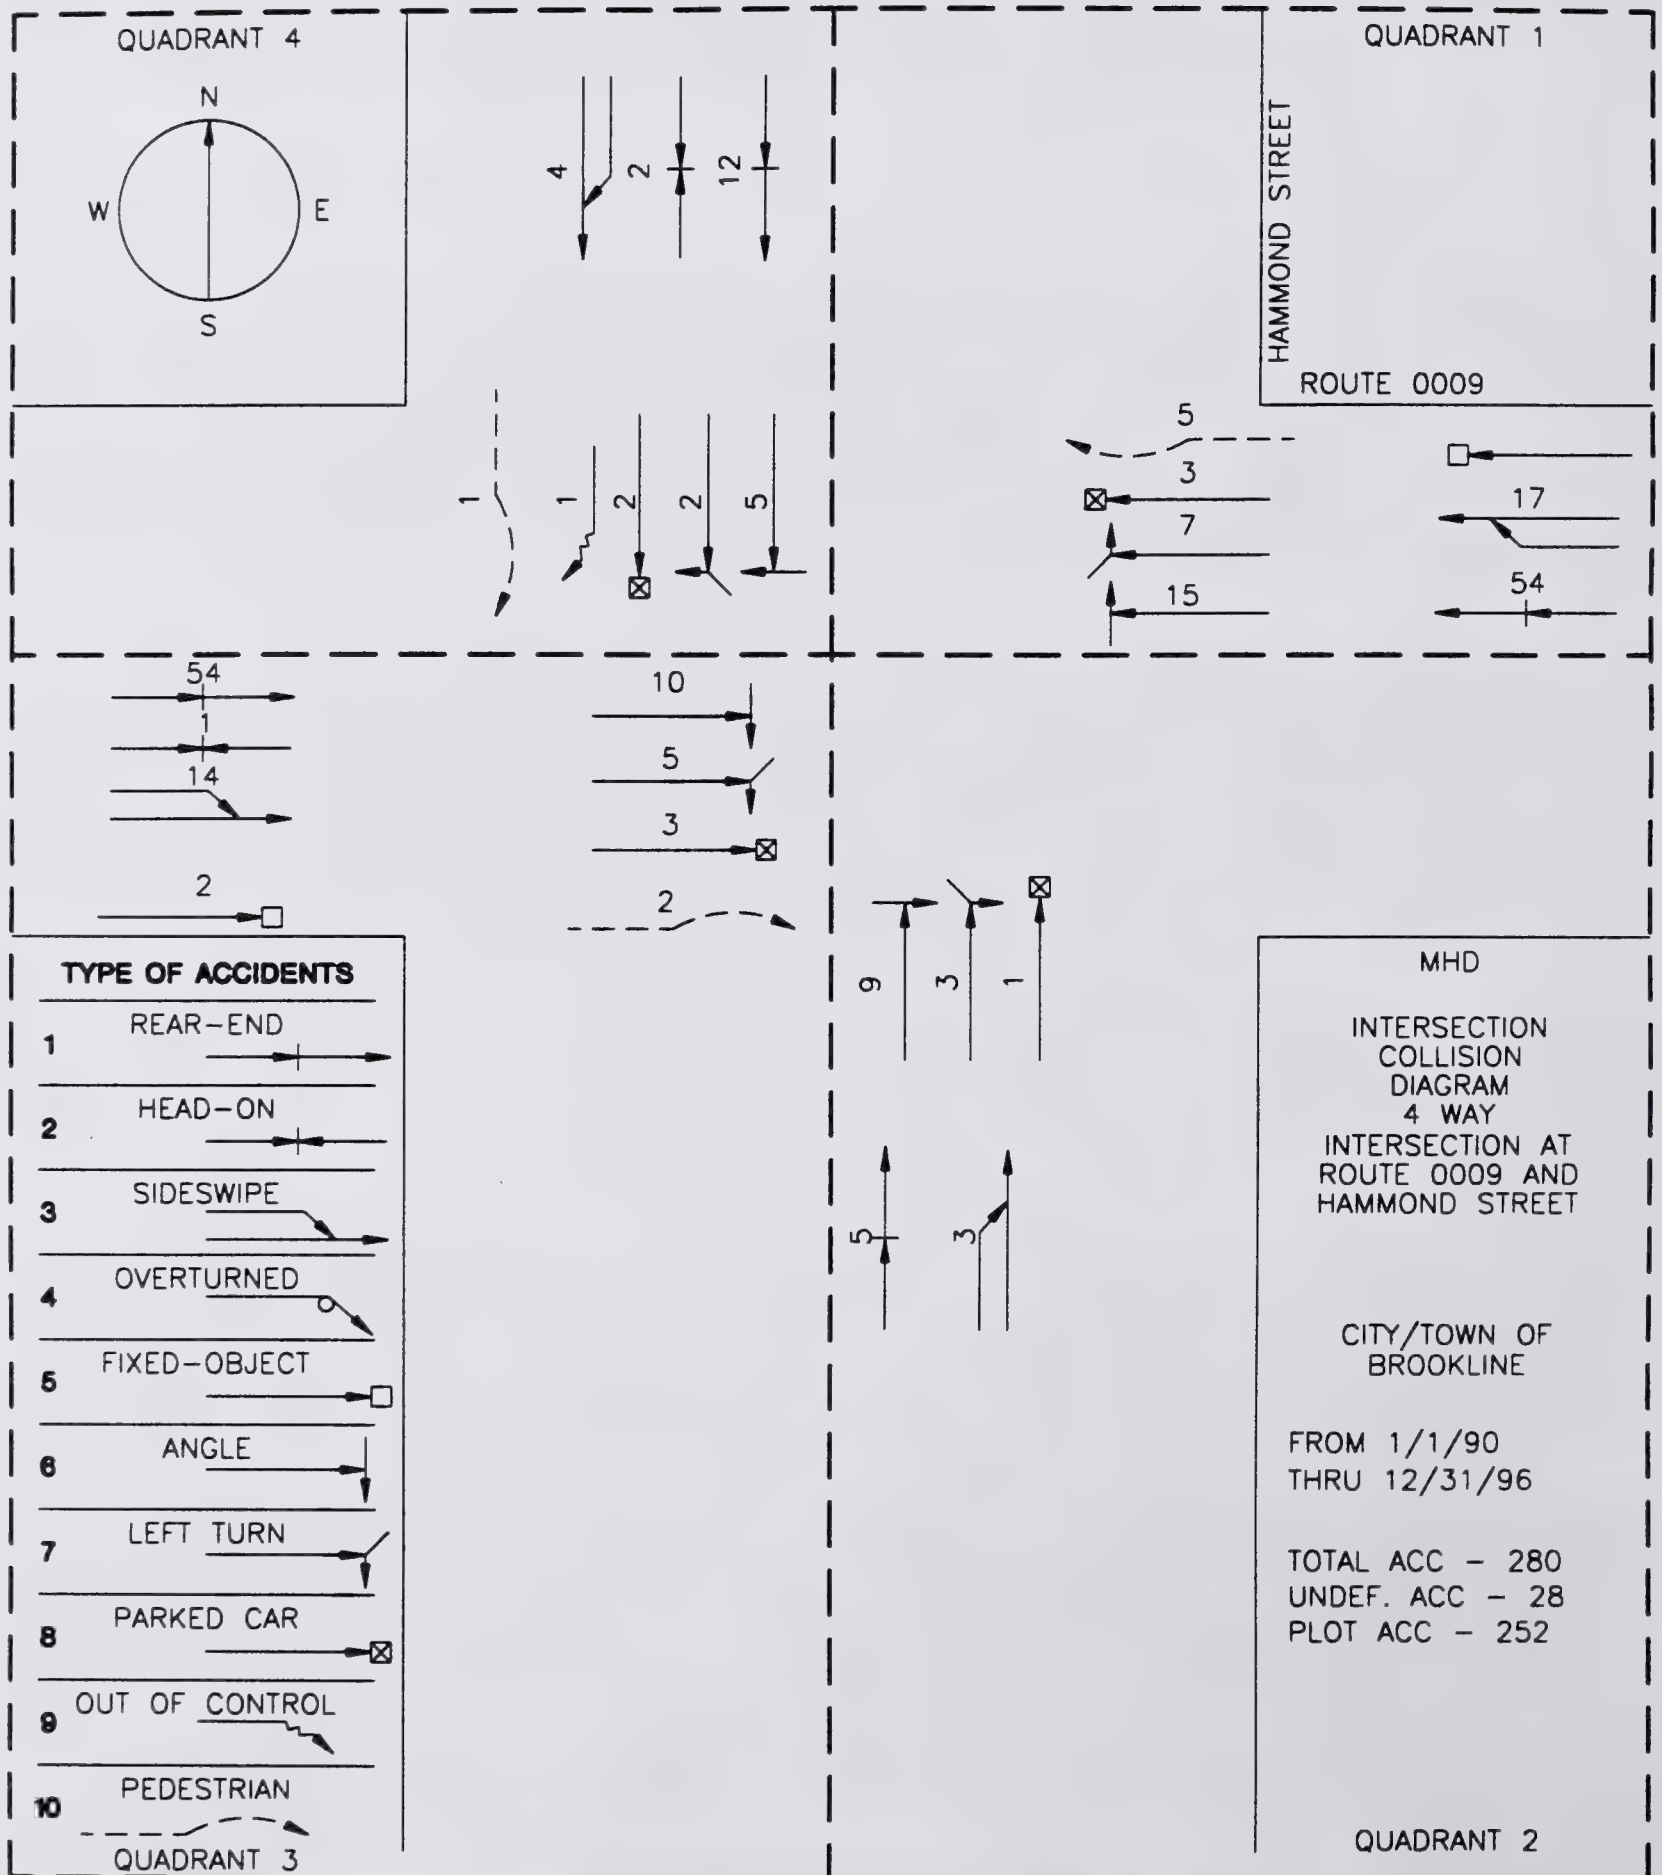 QUADRANT 4
N
W
E
S
4
2
12
1
1
2
2
5
QUADRANT 1
HAMMOND STREET
ROUTE 0009
5
3
7
15
17
54
54
1
14
2
10
5
3
2
TYPE OF ACCIDENTS
1 REAR-END
2 HEAD-ON
3 SIDESWIPE
4 OVERTURNED
5 FIXED-OBJECT
6 ANGLE
7 LEFT TURN
8 PARKED CAR
9 OUT OF CONTROL
10 PEDESTRIAN
QUADRANT 3
9
3
1
5
3
MHD
INTERSECTION
COLLISION
DIAGRAM
4 WAY
INTERSECTION AT
ROUTE 0009 AND
HAMMOND STREET
CITY/TOWN OF
BROOKLINE
FROM 1/1/90
THRU 12/31/96
TOTAL ACC - 280
UNDEF. ACC - 28
PLOT ACC - 252
QUADRANT 2